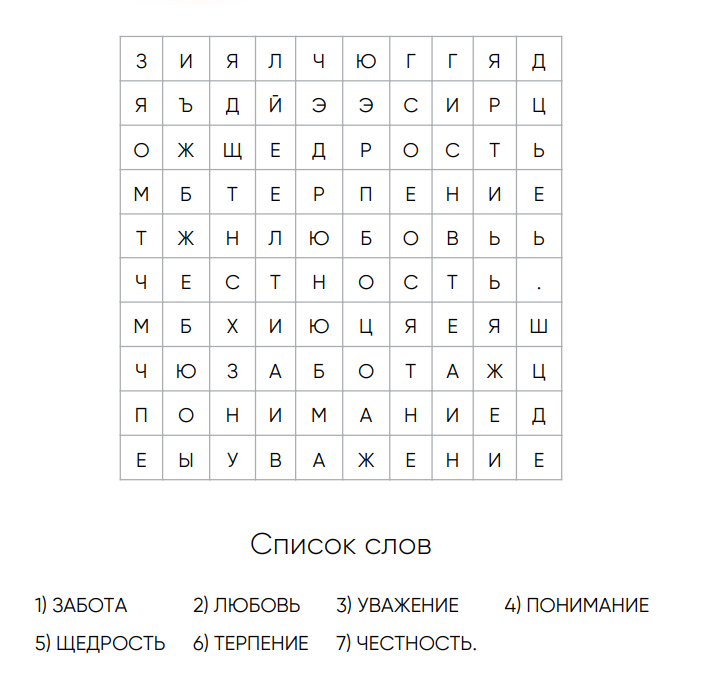 З И Я Л Ч Ю Г Г Я Д
Я Ъ Д Й Э Э С И Р Ц
О Ж Щ Е Д Р О С Т Ь
М Б Т Е Р П Е Н И Е
Т Ж Н Л Ю Б О В Ь Ь
Ч Е С Т Н О С Т Ь .
М Б Х И Ю Ц Я Е Я Ш
Ч Ю З А Б О Т А Ж Ц
П О Н И М А Н И Е Д
Е Ы У В А Ж Е Н И Е
Список слов
1) ЗАБОТА 2) ЛЮБОВЬ 3) УВАЖЕНИЕ 4) ПОНИМАНИЕ
5) ЩЕДРОСТЬ 6) ТЕРПЕНИЕ 7) ЧЕСТНОСТЬ.